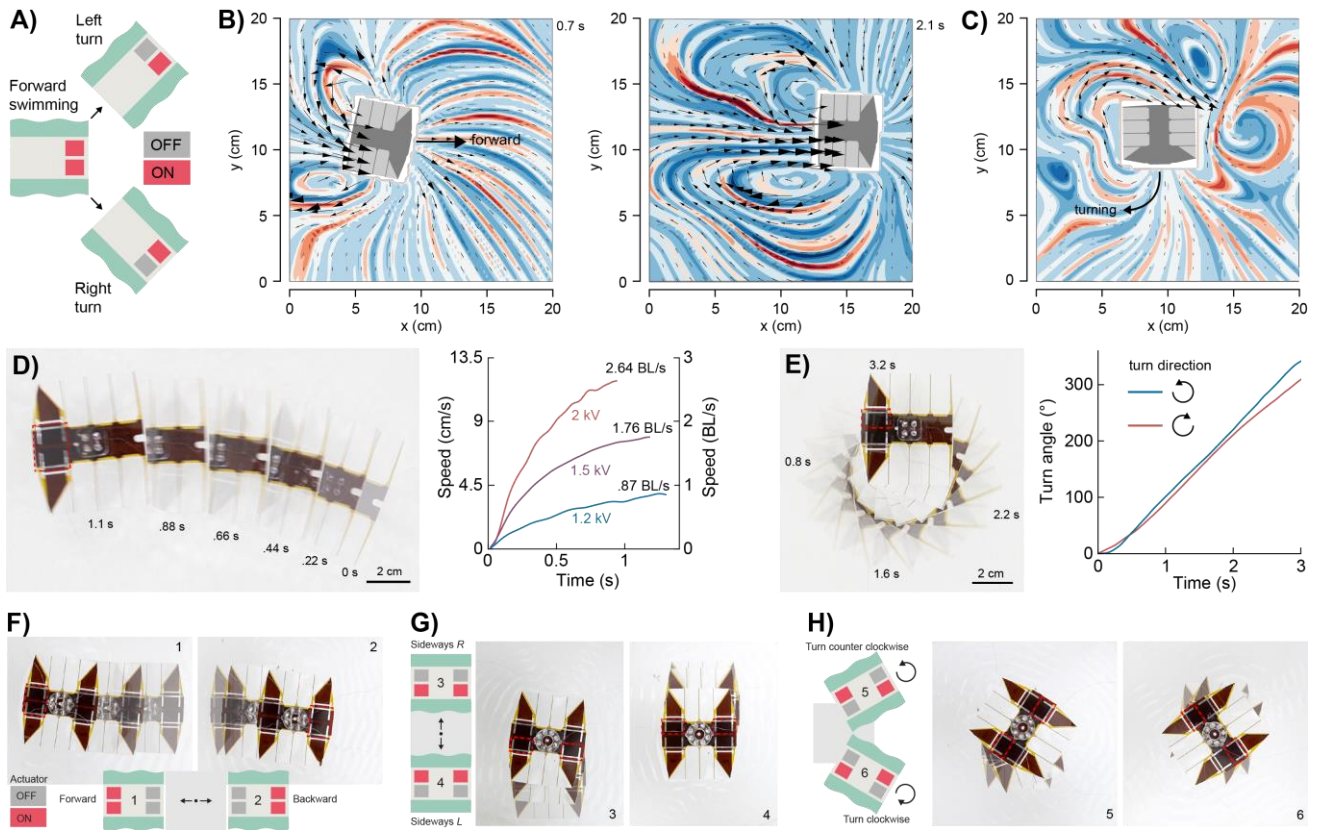 A)
Left
turn
Forward
swimming
OFF
ON
Right
turn
B)
0.7 s
20
15
10
5
0
y (cm)
forward
0 5 10 15 20
x (cm)
2.1 s
20
15
10
5
0
y (cm)
0 5 10 15 20
x (cm)
C)
20
15
10
5
0
y (cm)
turning
0 5 10 15 20
x (cm)
D)
1.1 s
.88 s
.66 s
.44 s
.22 s
0 s
2 cm
13.5
9
4.5
0
Speed (cm/s)
2.64 BL/s
2 kV
1.76 BL/s
1.5 kV
.87 BL/s
1.2 kV
3
2
1
0
Speed (BL/s)
0 0.5 1
Time (s)
E)
3.2 s
0.8 s
2.2 s
1.6 s
2 cm
turn direction
300
200
100
0
Turn angle (°)
0 1 2 3
Time (s)
F)
1
2
Actuator
OFF
ON
Forward
1
2
Backward
G)
Sideways R
3
4
Sideways L
3
4
H)
Turn counter clockwise
5
6
Turn clockwise
5
6